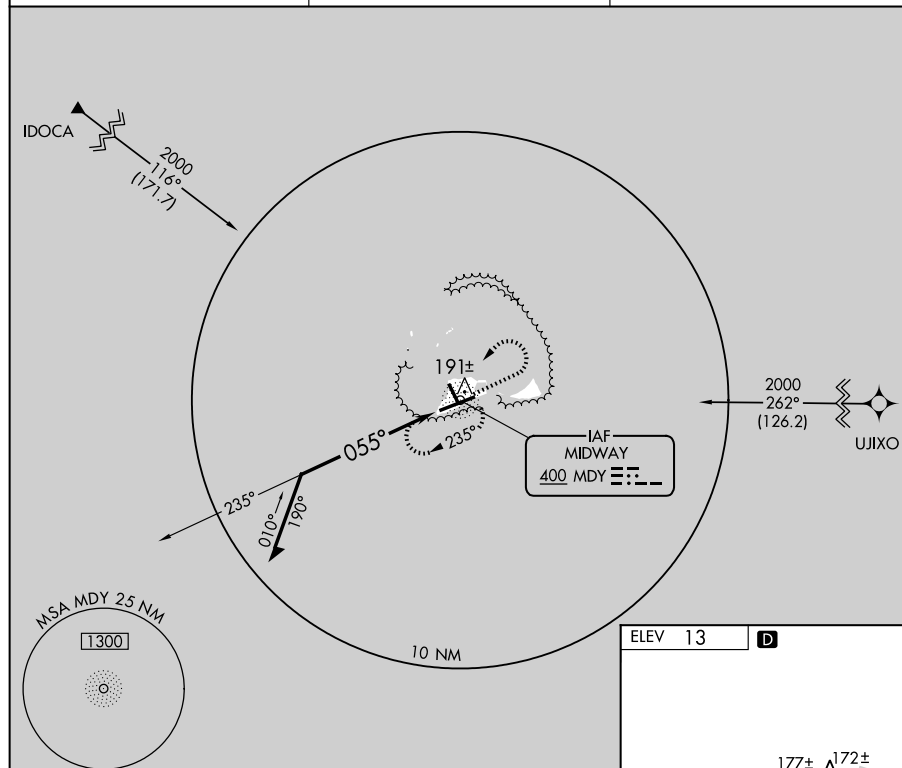 IDOCA
2000
116°
(171.7)
191±
2000
262°
(126.2)
UJIXO
055°
235°
IAF
MIDWAY
400 MDY
235°
010°
190°
MSA MDY 25 NM
1300
10 NM
ELEV 13 D
177± 172±